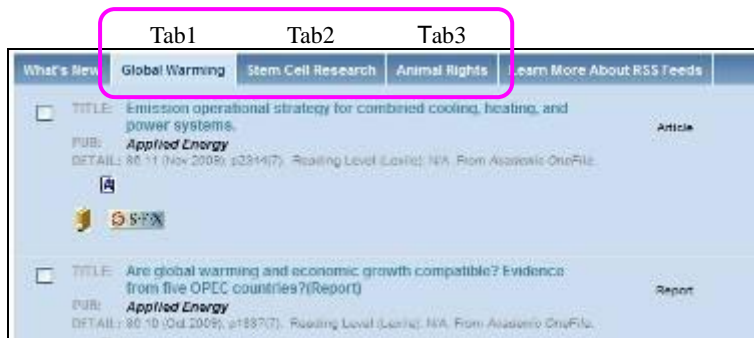 Tab1 Tab2 Tab3
What's New Global Warming Stem Cell Research Animal Rights Learn More About RSS Feeds
TITLE: Emission operational strategy for combined cooling, heating, and
power systems.
Article
PUB: Applied Energy
DETAIL: 86.11 (Nov 2009): p2344(7). Reading Level (Lexile): N/A. From Academic OneFile.
S·F·X
TITLE: Are global warming and economic growth compatible? Evidence
from five OPEC countries?(Report)
Report
PUB: Applied Energy
DETAIL: 86.10 (Oct 2009): p1887(7). Reading Level (Lexile): N/A. From Academic OneFile.